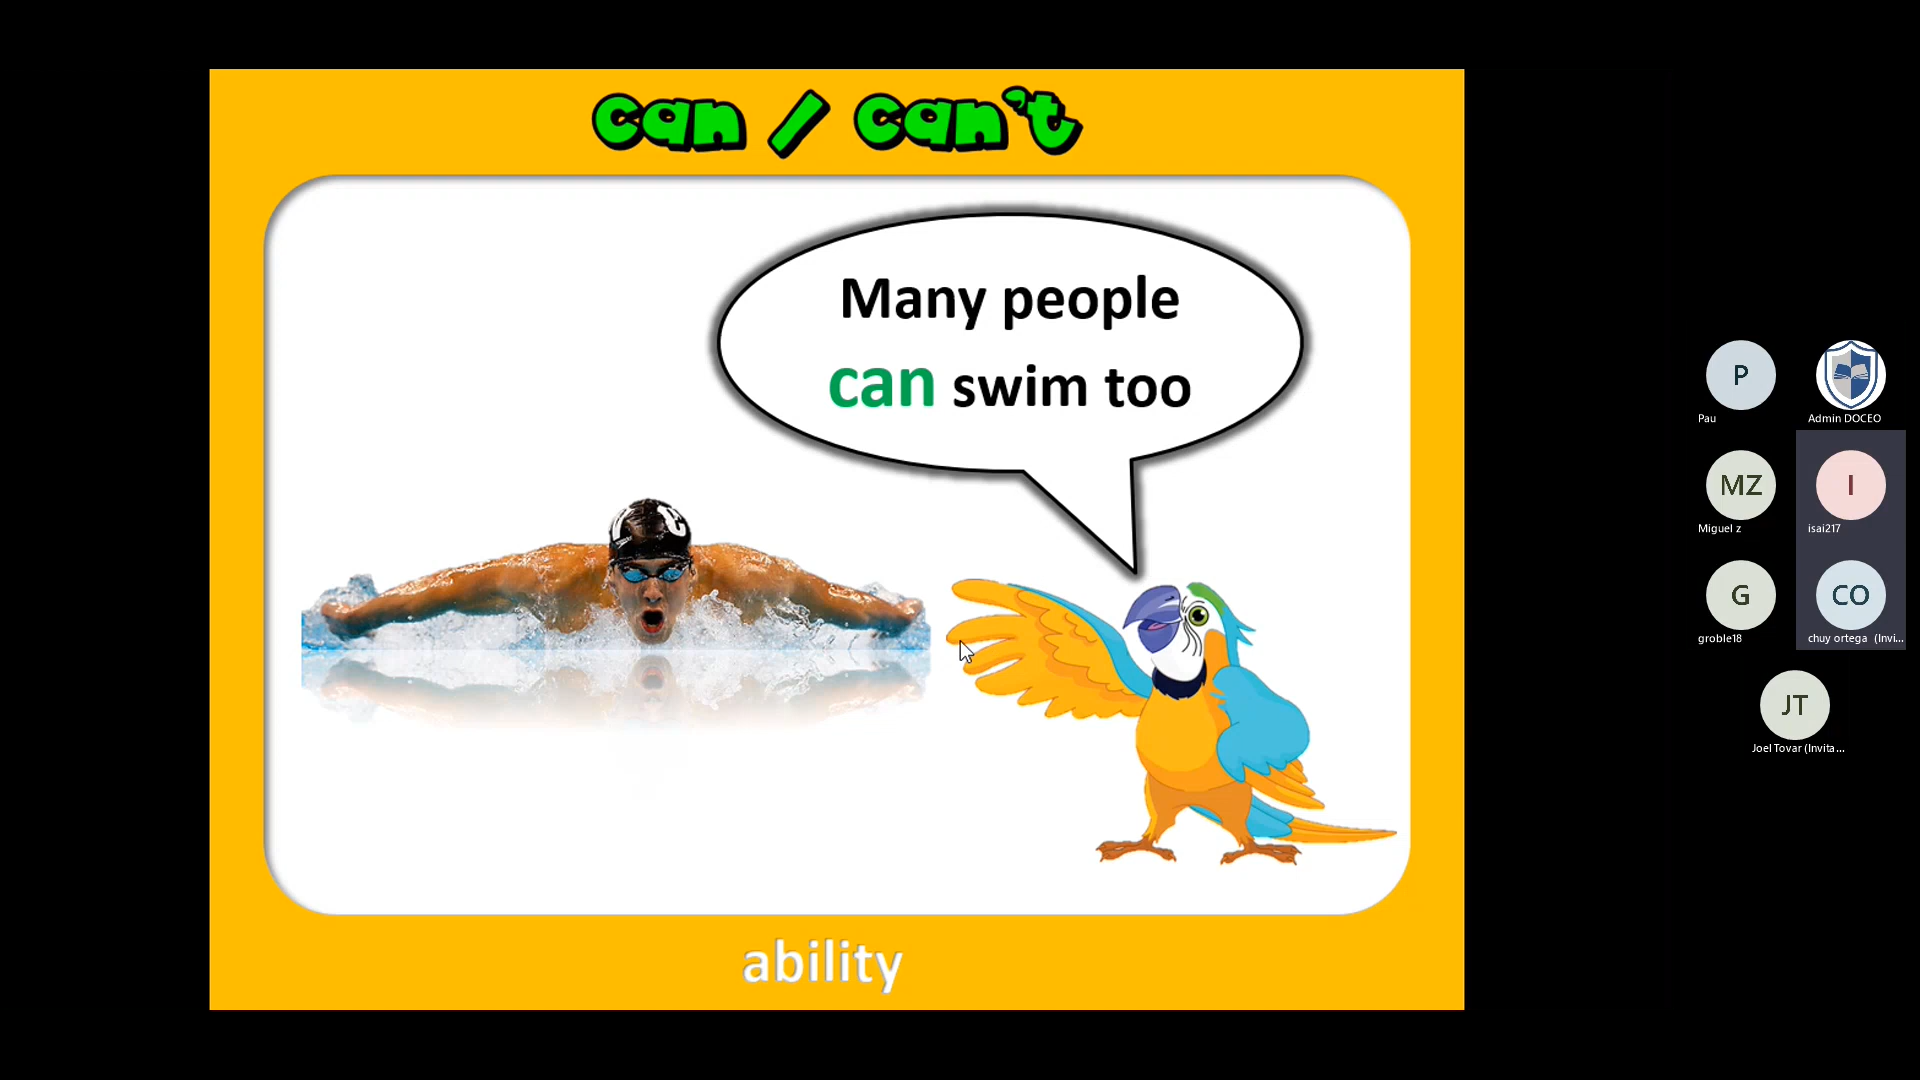 can / can't
Many people
can swim too
ability
P
Pau
Admin DOCEO
MZ
Miguel z
I
isai217
G
groble18
CO
chuy ortega (Invi...
JT
Joel Tovar (Invita...